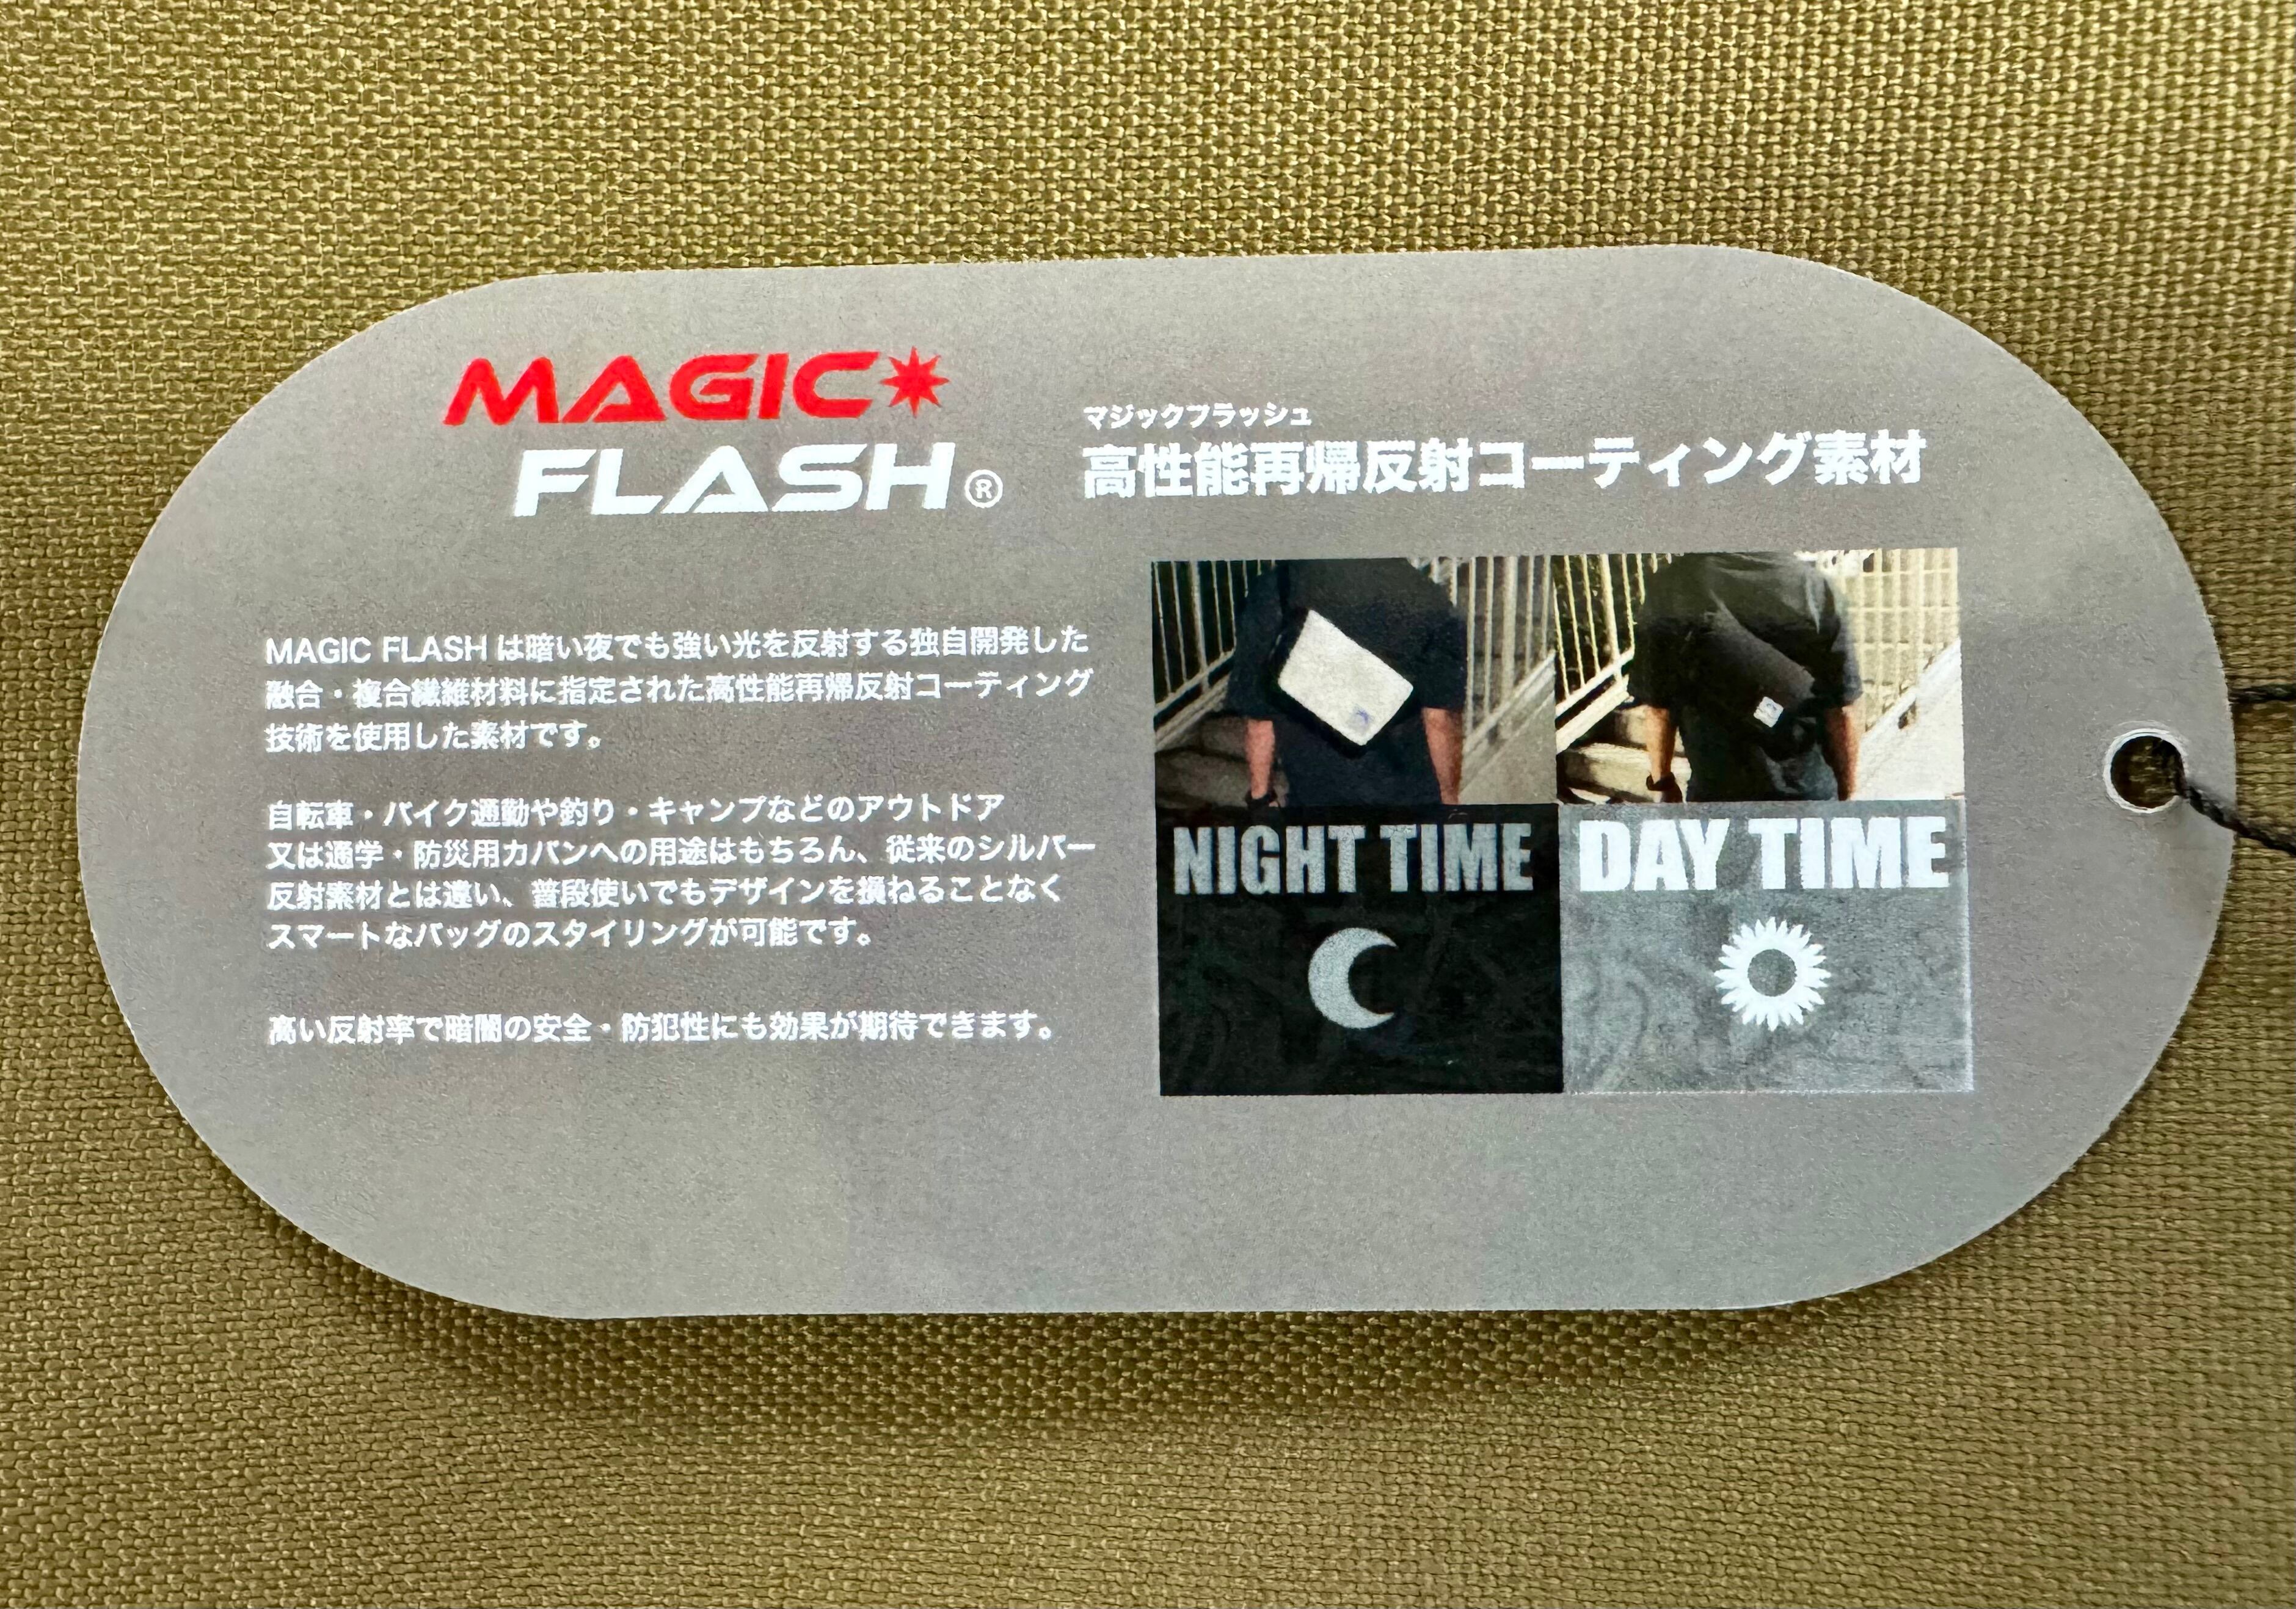 MAGIC
FLASH®
マジックフラッシュ
高性能再帰反射コーティング素材
MAGIC FLASH は暗い夜でも強い光を反射する独自開発した
融合・複合繊維材料に指定された高性能再帰反射コーティング
技術を使用した素材です。
自転車・バイク通勤や釣り・キャンプなどのアウトドア
又は通学・防災用カバンへの用途はもちろん、従来のシルバー
反射素材とは違い、普段使いでもデザインを損ねることなく
スマートなバッグのスタイリングが可能です。
高い反射率で暗闇の安全・防犯性にも効果が期待できます。
NIGHT TIME
DAY TIME